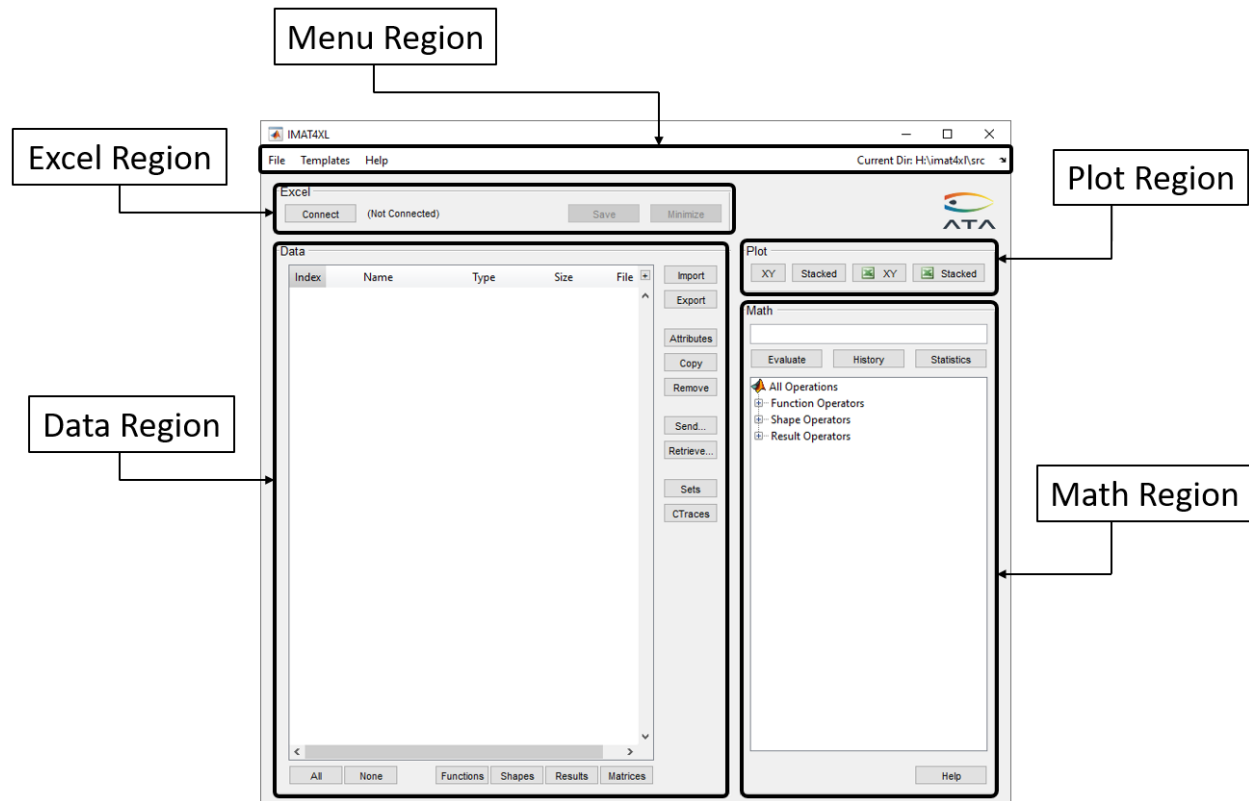 Menu Region
Excel Region
Plot Region
Data Region
Math Region
IMAT4XL
File Templates Help Current Dir: H:\imat4xl\src
Excel
Connect (Not Connected) Save Minimize
ATA
Data
Index Name Type Size File
Import
Export
Attributes
Copy
Remove
Send...
Retrieve...
Sets
CTraces
All None Functions Shapes Results Matrices
Plot
XY Stacked XY Stacked
Math
Evaluate History Statistics
All Operations
Function Operators
Shape Operators
Result Operators
Help